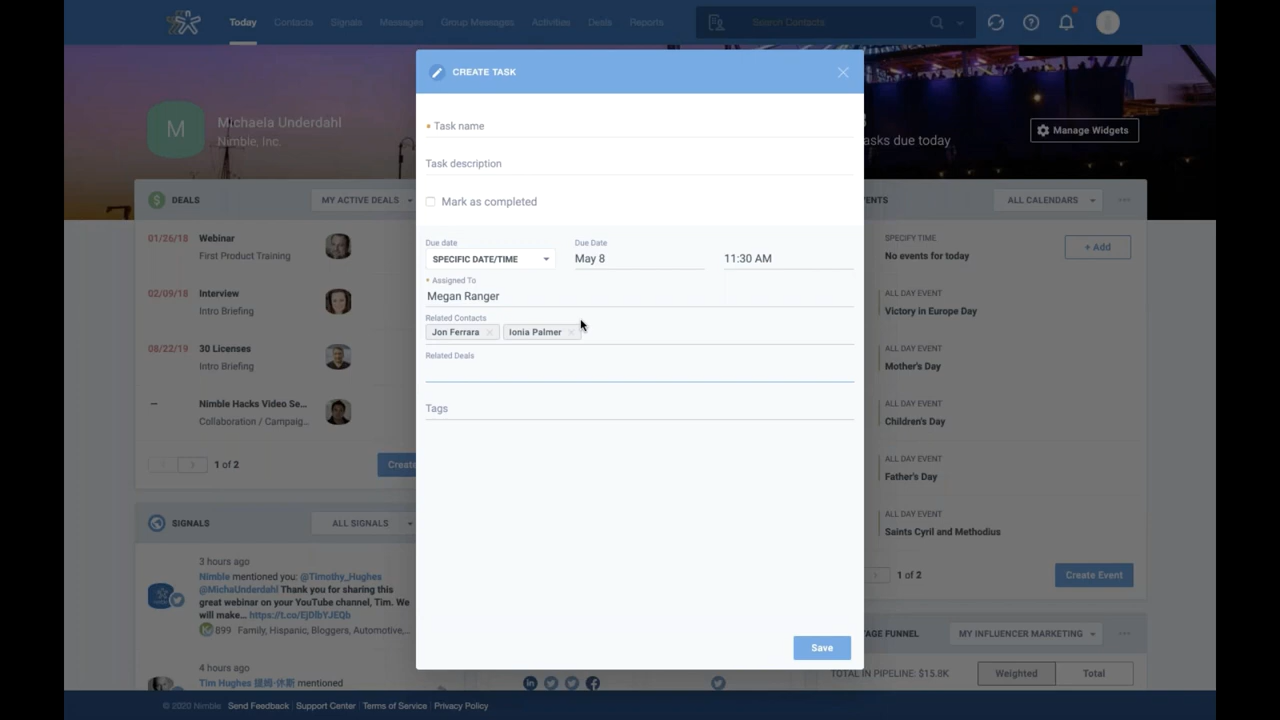 Today Contacts Signals Messages Group Messages Activities Deals Reports Search Contacts
CREATE TASK
M
Michaela Underdahl
Nimble, Inc.
asks due today
Manage Widgets
Task name
Task description
Mark as completed
Due date
SPECIFIC DATE/TIME
Due Date
May 8
11:30 AM
Assigned To
Megan Ranger
Related Contacts
Jon Ferrara
Ionia Palmer
Related Deals
Tags
Save
DEALS
MY ACTIVE DEALS
01/26/18 Webinar
First Product Training
02/09/18 Interview
Intro Briefing
08/22/19 30 Licenses
Intro Briefing
— Nimble Hacks Video Se...
Collaboration / Campaig...
1 of 2
Create
SIGNALS
ALL SIGNALS
3 hours ago
Nimble mentioned you: @Timothy_Hughes
@MichaUnderdahl Thank you for sharing this
great webinar on your YouTube channel, Tim. We
will make... https://t.co/EjDlbYJEQb
899 Family, Hispanic, Bloggers, Automotive,...
4 hours ago
Tim Hughes 提姆·休斯 mentioned
ENTS
ALL CALENDARS
SPECIFY TIME
No events for today
+ Add
ALL DAY EVENT
Victory in Europe Day
ALL DAY EVENT
Mother's Day
ALL DAY EVENT
Children's Day
ALL DAY EVENT
Father's Day
ALL DAY EVENT
Saints Cyril and Methodius
1 of 2
Create Event
AGE FUNNEL
MY INFLUENCER MARKETING
TOTAL IN PIPELINE: $15.8K
Weighted
Total
© 2020 Nimble Send Feedback | Support Center | Terms of Service | Privacy Policy